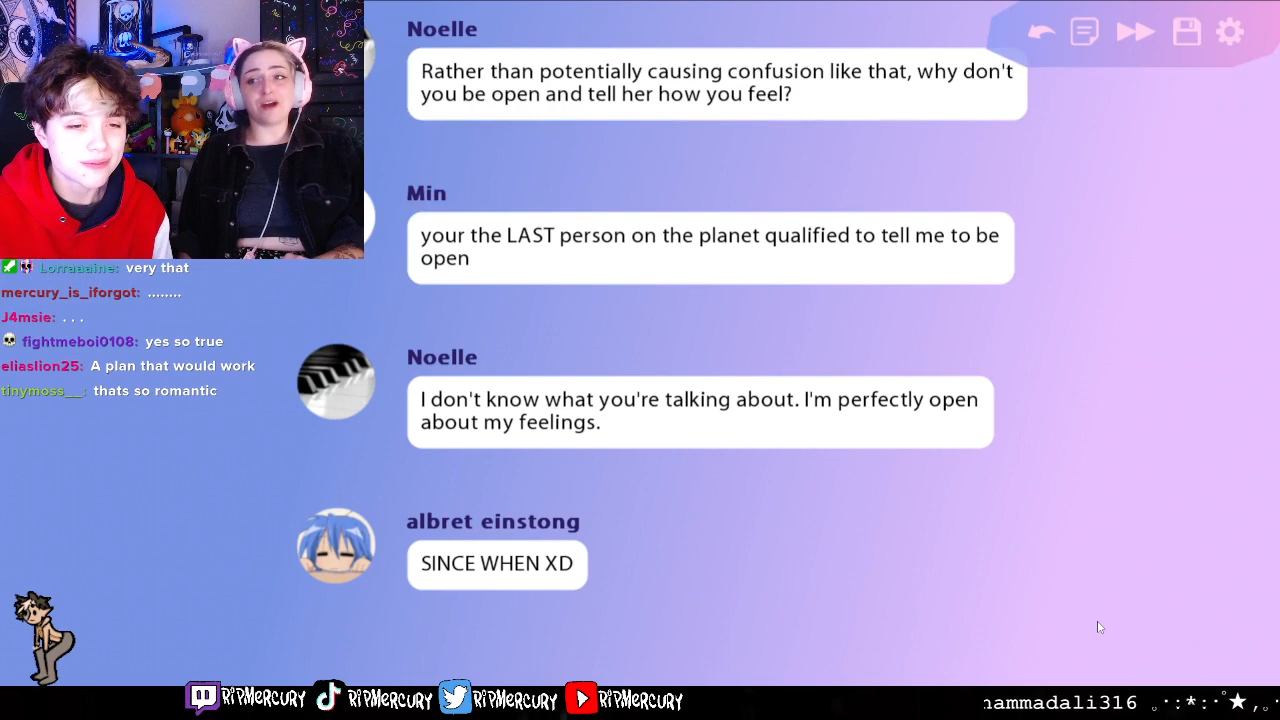 Noelle
Rather than potentially causing confusion like that, why don't
you be open and tell her how you feel?
Min
your the LAST person on the planet qualified to tell me to be
open
Noelle
I don't know what you're talking about. I'm perfectly open
about my feelings.
albret einstong
SINCE WHEN XD
Lorraaaine: very that
mercury_is_iforgot: ........
J4msie: . . .
fightmeboi0108: yes so true
eliaslion25: A plan that would work
tinymoss__: thats so romantic
RIPMERCURY RIPMERCURY RIPMERCURY RIPMERCURY
hammadali316